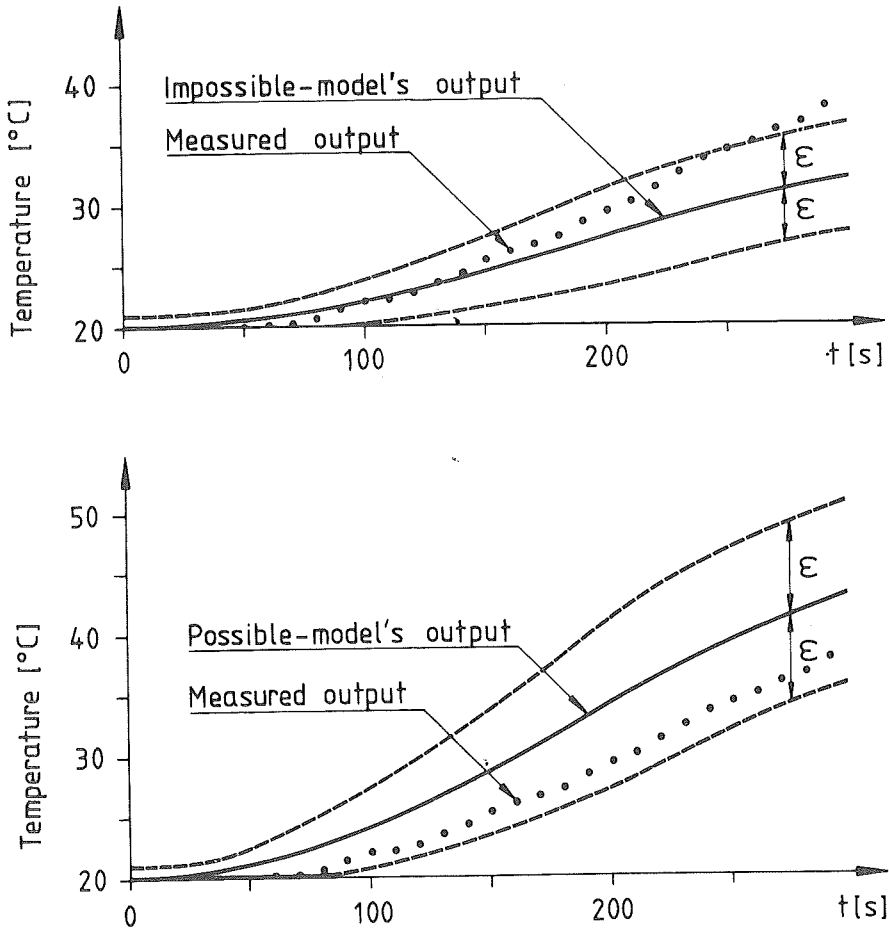 Temperature [°C]
40
30
20
Impossible-model's output
Measured output
ε
ε
0
100
200
t [s]
Temperature [°C]
50
40
30
20
Possible-model's output
Measured output
ε
ε
0
100
200
t [s]